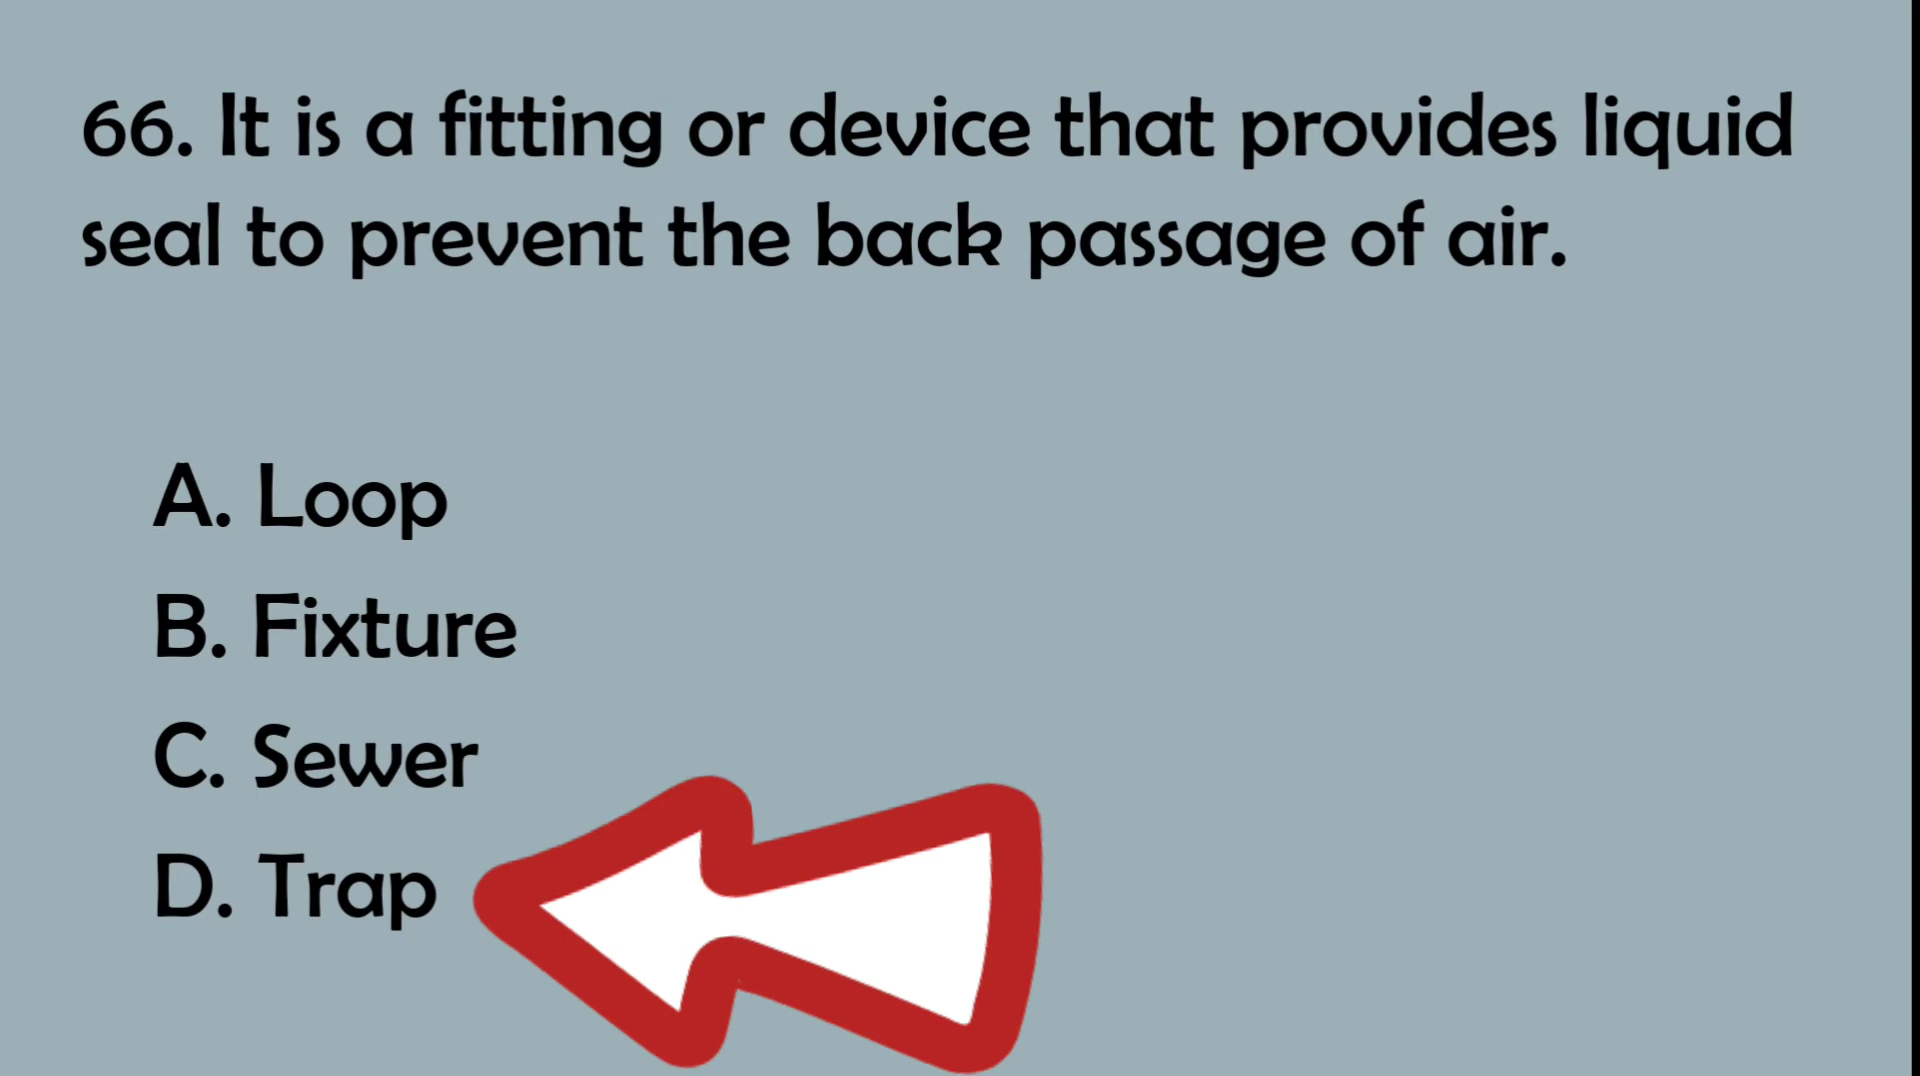 66. It is a fitting or device that provides liquid
seal to prevent the back passage of air.
A. Loop
B. Fixture
C. Sewer
D. Trap